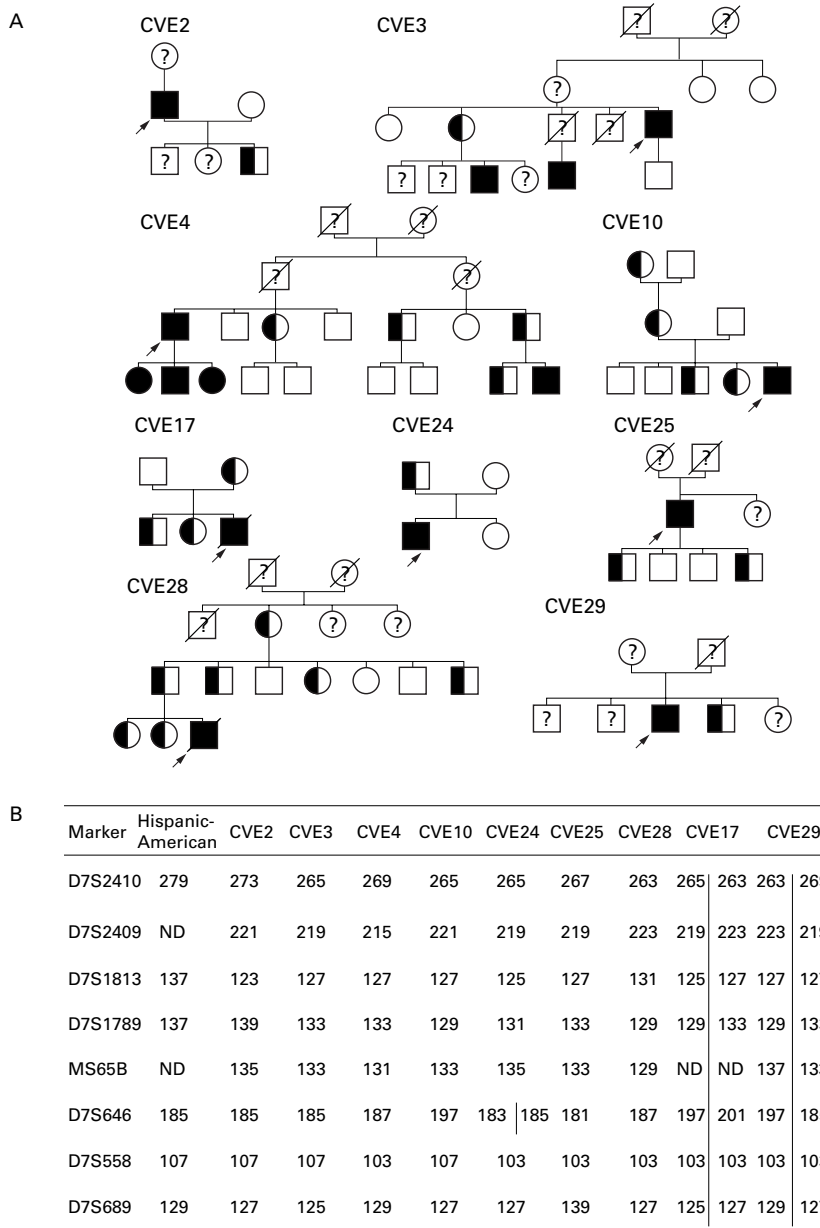 A
CVE2 CVE3
? ?
? ?
? ?
? ? ? ? ?
CVE4 CVE10
? ?
? ?
CVE17 CVE24 CVE25
? ?
?
CVE28 ? ?
CVE29
? ? ?
? ?
? ? ?
B
Marker Hispanic-American CVE2 CVE3 CVE4 CVE10 CVE24 CVE25 CVE28 CVE17 CVE29
D7S2410 279 273 265 269 265 265 267 263 265 263 263
D7S2409 ND 221 219 215 221 219 219 223 219 223 223
D7S1813 137 123 127 127 127 125 127 131 125 127 127
D7S1789 137 139 133 133 129 131 133 129 129 133 129
MS65B ND 135 133 131 133 135 133 129 ND ND 137
D7S646 185 185 185 187 197 183 185 181 187 197 201 197
D7S558 107 107 107 103 107 103 103 103 103 103 103
D7S689 129 127 125 129 127 127 139 127 125 127 129